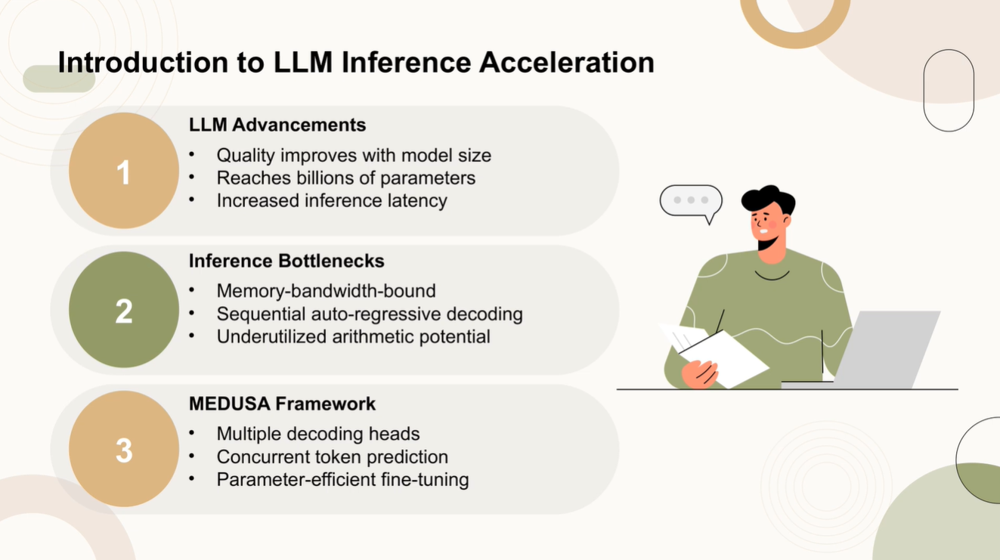 Introduction to LLM Inference Acceleration
1
LLM Advancements
• Quality improves with model size
• Reaches billions of parameters
• Increased inference latency
2
Inference Bottlenecks
• Memory-bandwidth-bound
• Sequential auto-regressive decoding
• Underutilized arithmetic potential
3
MEDUSA Framework
• Multiple decoding heads
• Concurrent token prediction
• Parameter-efficient fine-tuning